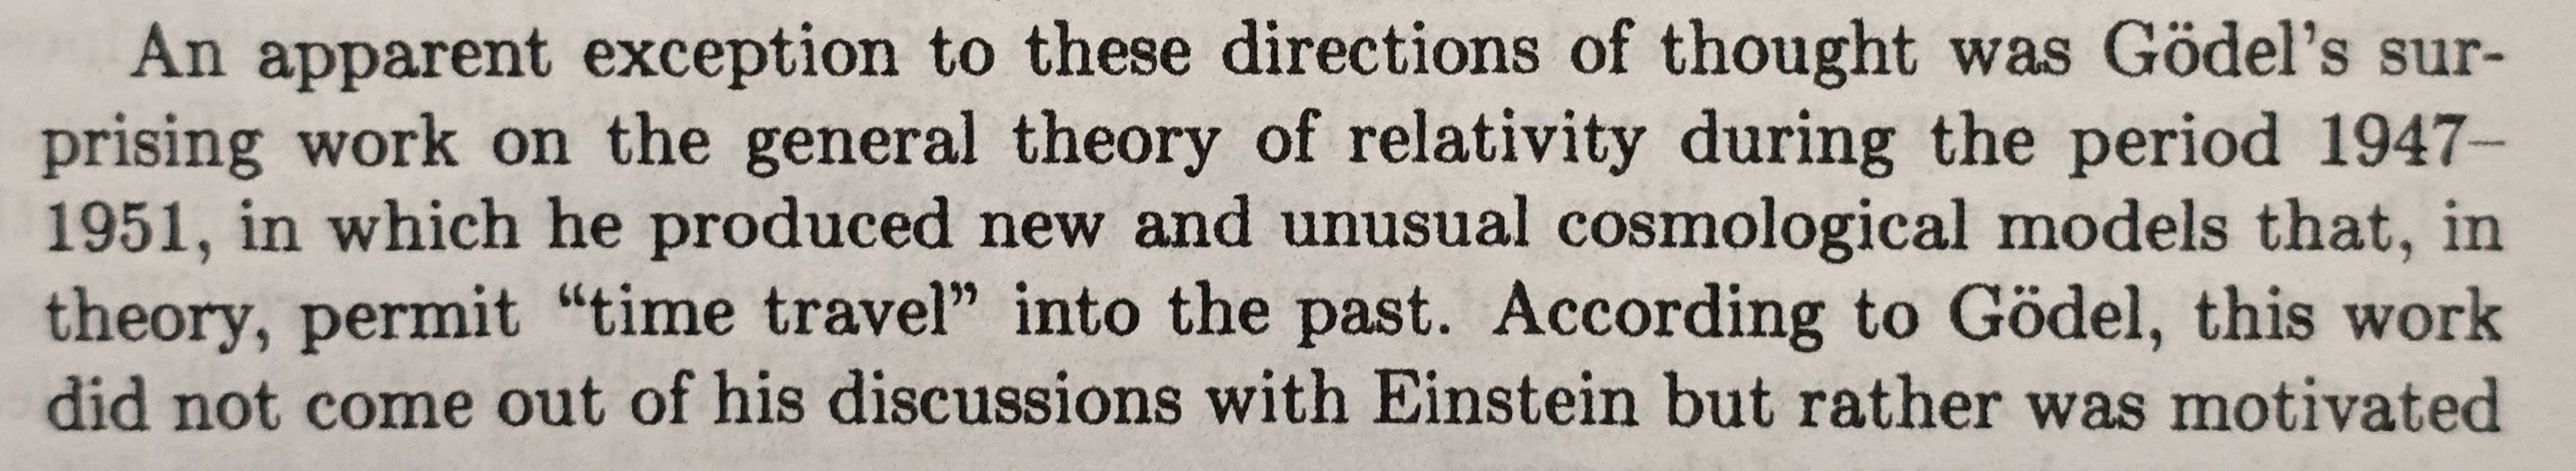 An apparent exception to these directions of thought was Gödel’s sur-
prising work on the general theory of relativity during the period 1947–
1951, in which he produced new and unusual cosmological models that, in
theory, permit “time travel” into the past. According to Gödel, this work
did not come out of his discussions with Einstein but rather was motivated